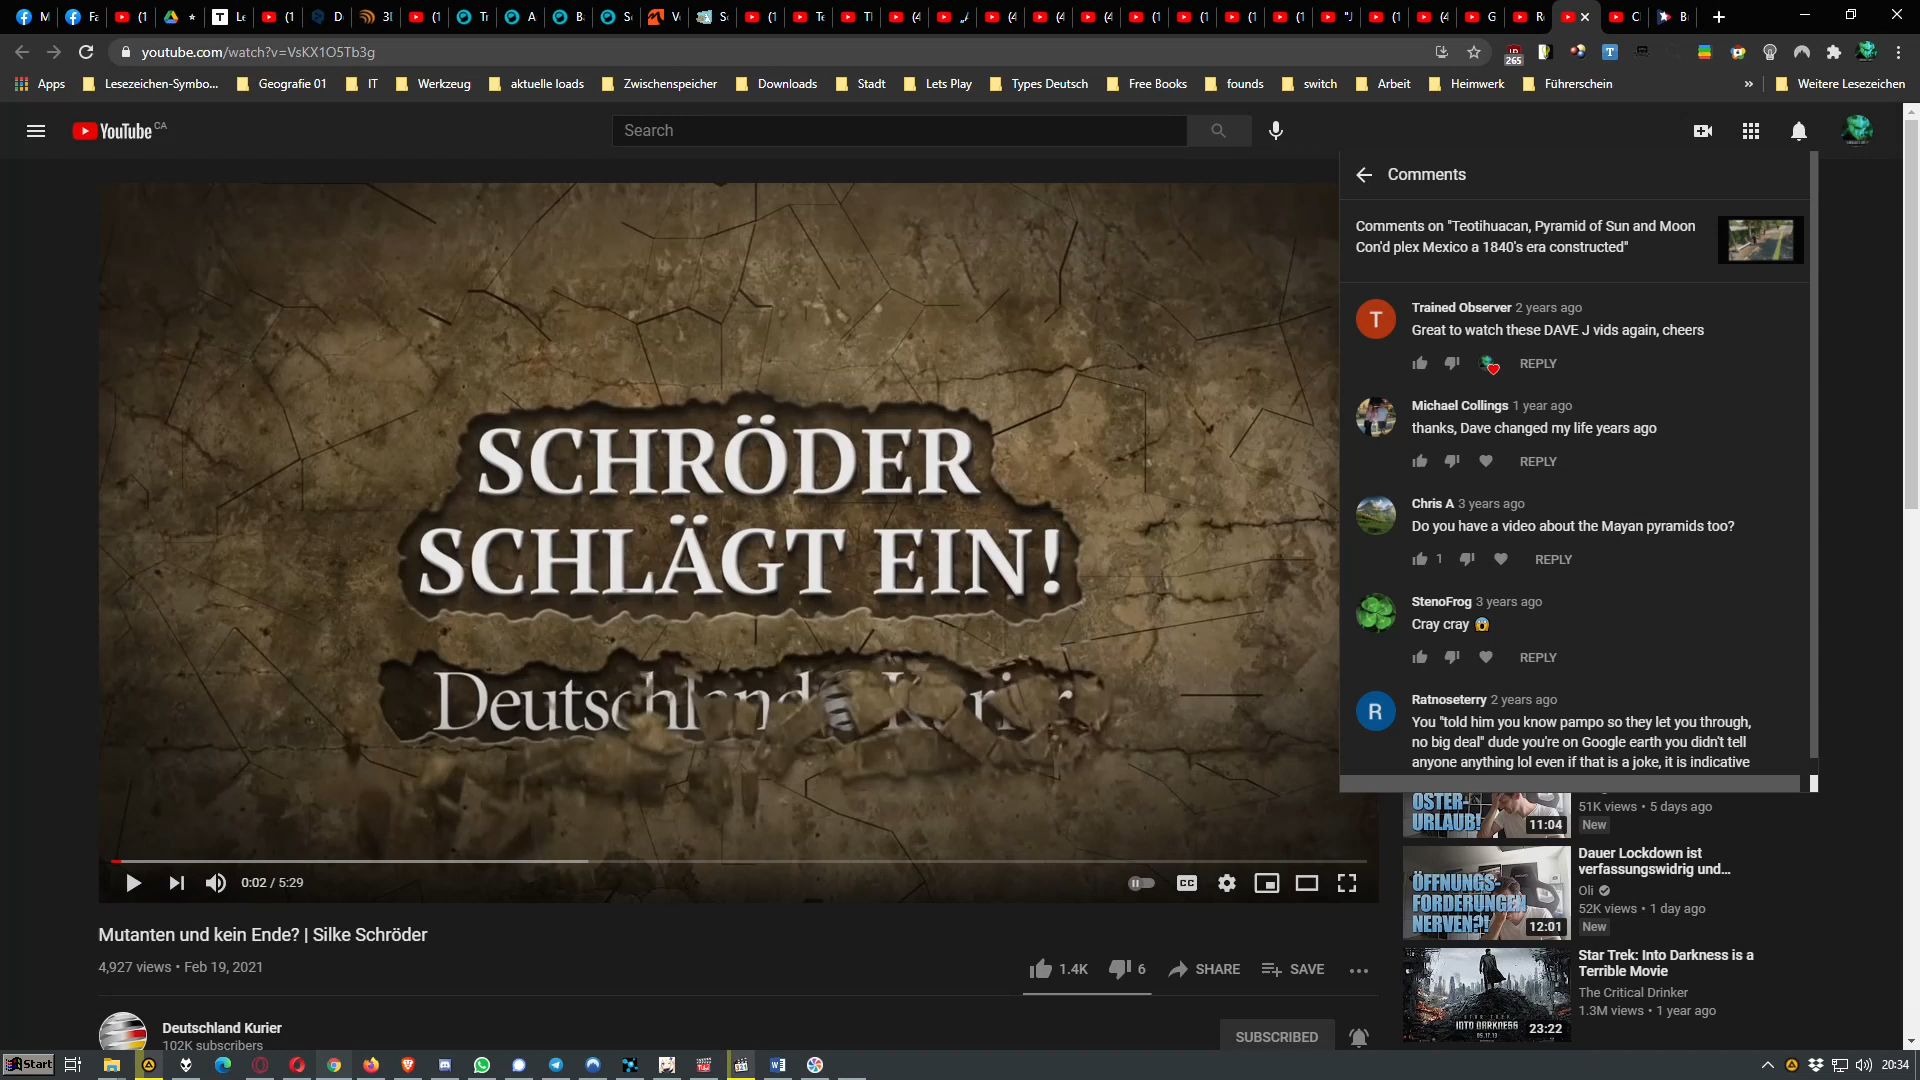 youtube.com/watch?v=VsKX1O5Tb3g
265
Apps
Lesezeichen-Symbo...
Geografie 01
IT
Werkzeug
aktuelle loads
Zwischenspeicher
Downloads
Stadt
Lets Play
Types Deutsch
Free Books
founds
switch
Arbeit
Heimwerk
Führerschein
»
Weitere Lesezeichen
YouTube CA
Search
SCHRÖDER
SCHLÄGT EIN!
Deutschland Kurier
0:02 / 5:29
CC
Mutanten und kein Ende? | Silke Schröder
4,927 views • Feb 19, 2021
1.4K
6
SHARE
SAVE
Deutschland Kurier
102K subscribers
SUBSCRIBED
Comments
Comments on "Teotihuacan, Pyramid of Sun and Moon
Con'd plex Mexico a 1840's era constructed"
T
Trained Observer 2 years ago
Great to watch these DAVE J vids again, cheers
REPLY
Michael Collings 1 year ago
thanks, Dave changed my life years ago
REPLY
Chris A 3 years ago
Do you have a video about the Mayan pyramids too?
1
REPLY
StenoFrog 3 years ago
Cray cray 😱
REPLY
R
Ratnoseterry 2 years ago
You "told him you know pampo so they let you through,
no big deal" dude you're on Google earth you didn't tell
anyone anything lol even if that is a joke, it is indicative
OSTER-
URLAUB!
11:04
51K views • 5 days ago
New
ÖFFNUNGS-
FORDERUNGEN
NERVEN?!
12:01
Dauer Lockdown ist
verfassungswidrig und...
Oli
52K views • 1 day ago
New
INTO DARKNESS
05.17.13
23:22
Star Trek: Into Darkness is a
Terrible Movie
The Critical Drinker
1.3M views • 1 year ago
Start
20:34